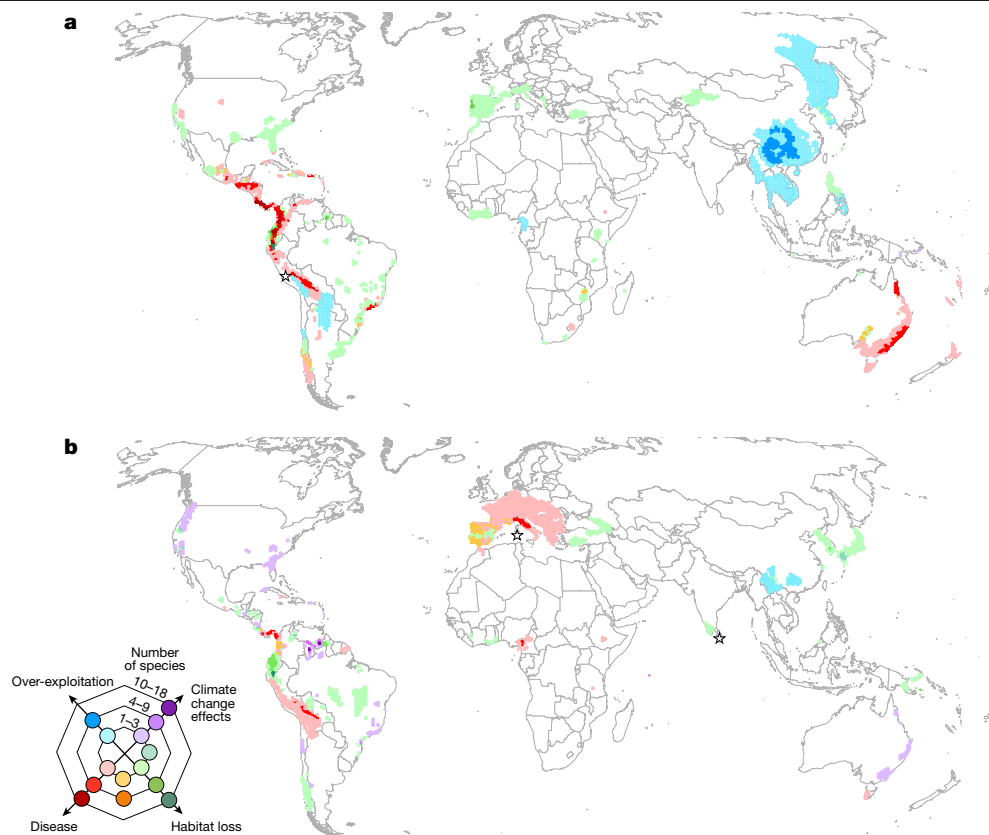 a
b
Number
of species
Over-exploitation
10–18
4–9
1–3
Climate
change
effects
Disease
Habitat loss